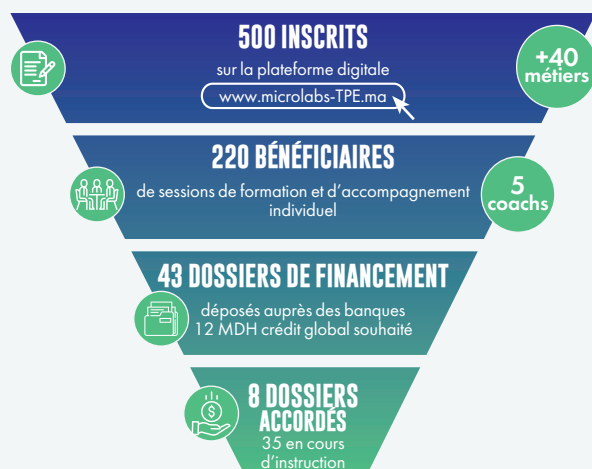 500 INSCRITS
sur la plateforme digitale
www.microlabs-TPE.ma
+40
métiers
220 BÉNÉFICIAIRES
de sessions de formation et d'accompagnement
individuel
5
coachs
43 DOSSIERS DE FINANCEMENT
déposés auprès des banques
12 MDH crédit global souhaité
8 DOSSIERS
ACCORDÉS
35 en cours
d'instruction